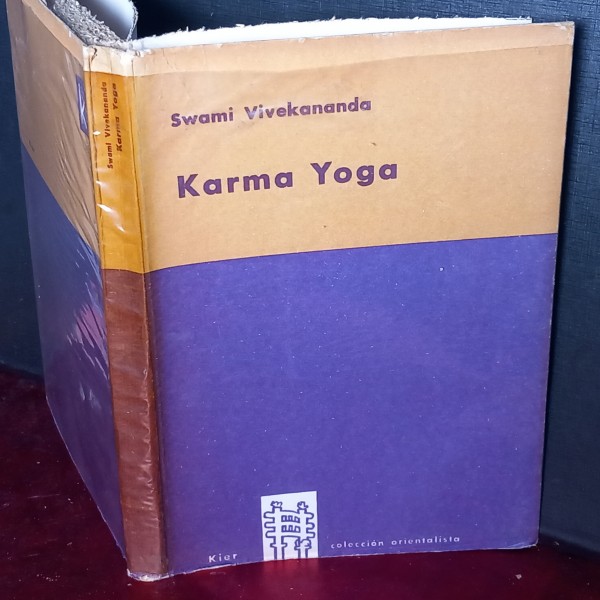 Swami Vivekananda
Karma Yoga
Swami Vivekananda
Karma Yoga
Kier
colección orientalista